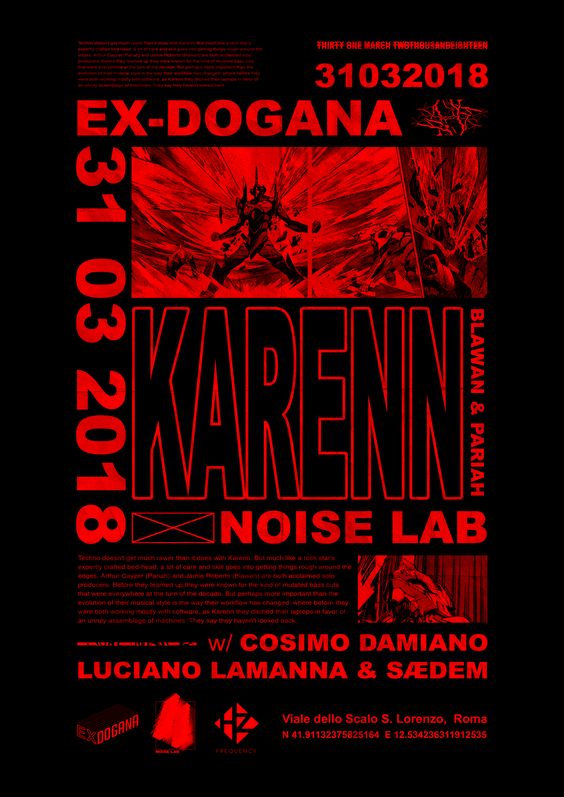 THIRTY ONE MARCH TWOTHOUSANDEIGHTEEN
31032018
EX-DOGANA
31 03 2018
KARENN
BLAWAN & PARIAH
NOISE LAB
Techno doesn't get much rawer than it does with Karenn. But much like a rock star's
expertly crafted bed head, a lot of care and skill goes into getting things rough around the
edges. Arthur Cayzer (Pariah) and Jamie Roberts (Blawan) are both acclaimed solo
producers. Before they teamed up they were known for the kind of mutated bass cuts
that were everywhere at the turn of the decade. But perhaps more important than the
evolution of their musical style is the way their workflow has changed: where before they
were both working mostly with software, as Karenn they ditched their laptops in favor of
an unruly assemblage of machines. They say they haven't looked back.
w/ COSIMO DAMIANO
LUCIANO LAMANNA & SÆDEM
EXDOGANA
NOISE LAB
HZ
FREQUENCY
Viale dello Scalo S. Lorenzo, Roma
N 41.91132375825164 E 12.534236311912535